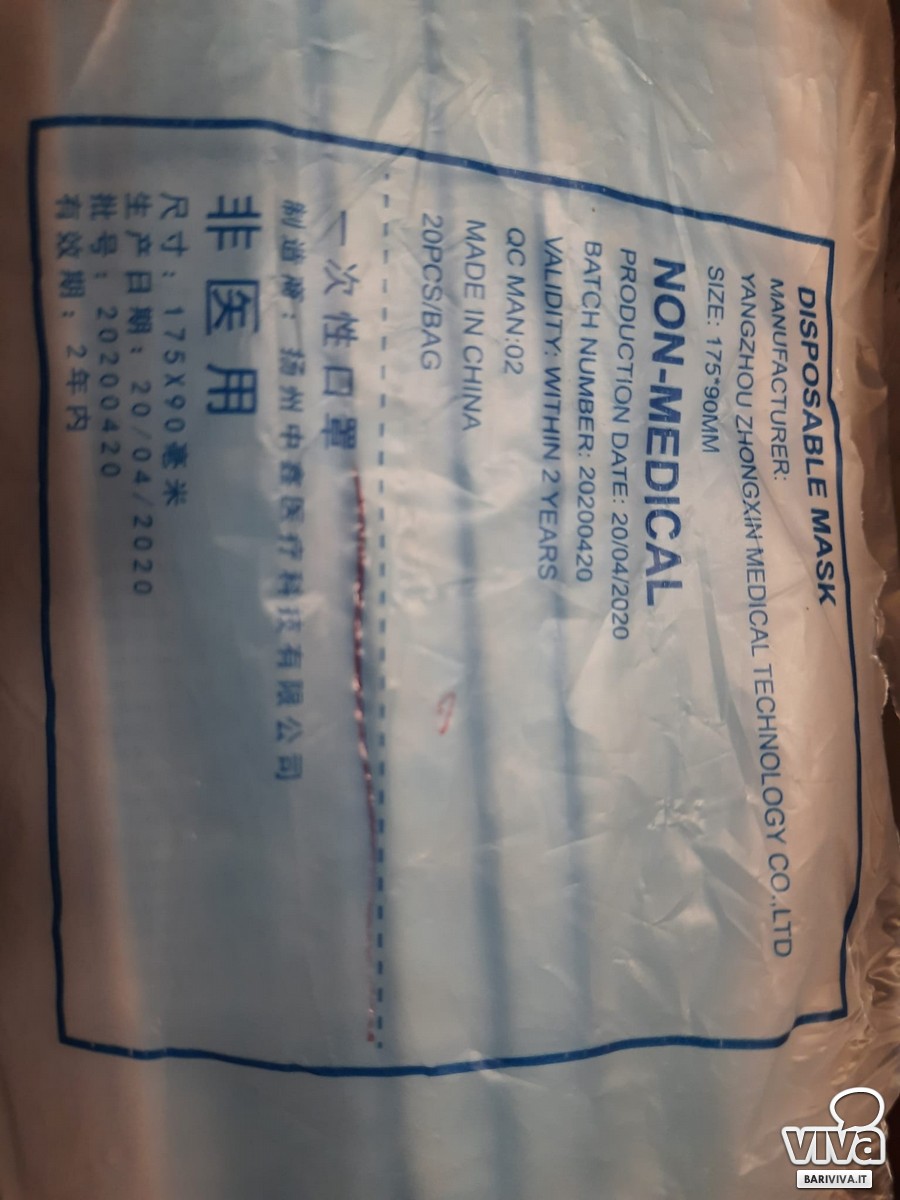 DISPOSABLE MASK
MANUFACTURER:
YANGZHOU ZHONGXIN MEDICAL TECHNOLOGY CO.,LTD
SIZE: 175*90MM
NON-MEDICAL
PRODUCTION DATE: 20/04/2020
BATCH NUMBER: 20200420
VALIDITY: WITHIN 2 YEARS
QC MAN:02
MADE IN CHINA
20PCS/BAG
一次性口罩
制造商：扬州中鑫医疗科技有限公司
非医用
尺寸：175X90毫米
生产日期：20/04/2020
批号：20200420
有效期：2年内
viva
BARIVIVA.IT